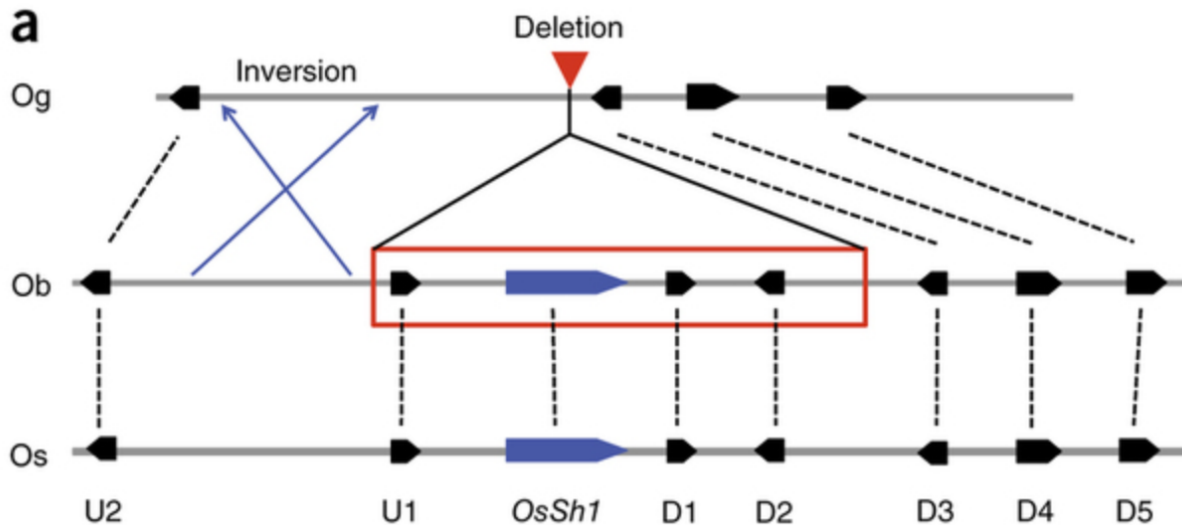 a
Deletion
Inversion
Og
Ob
Os
U2 U1 OsSh1 D1 D2 D3 D4 D5